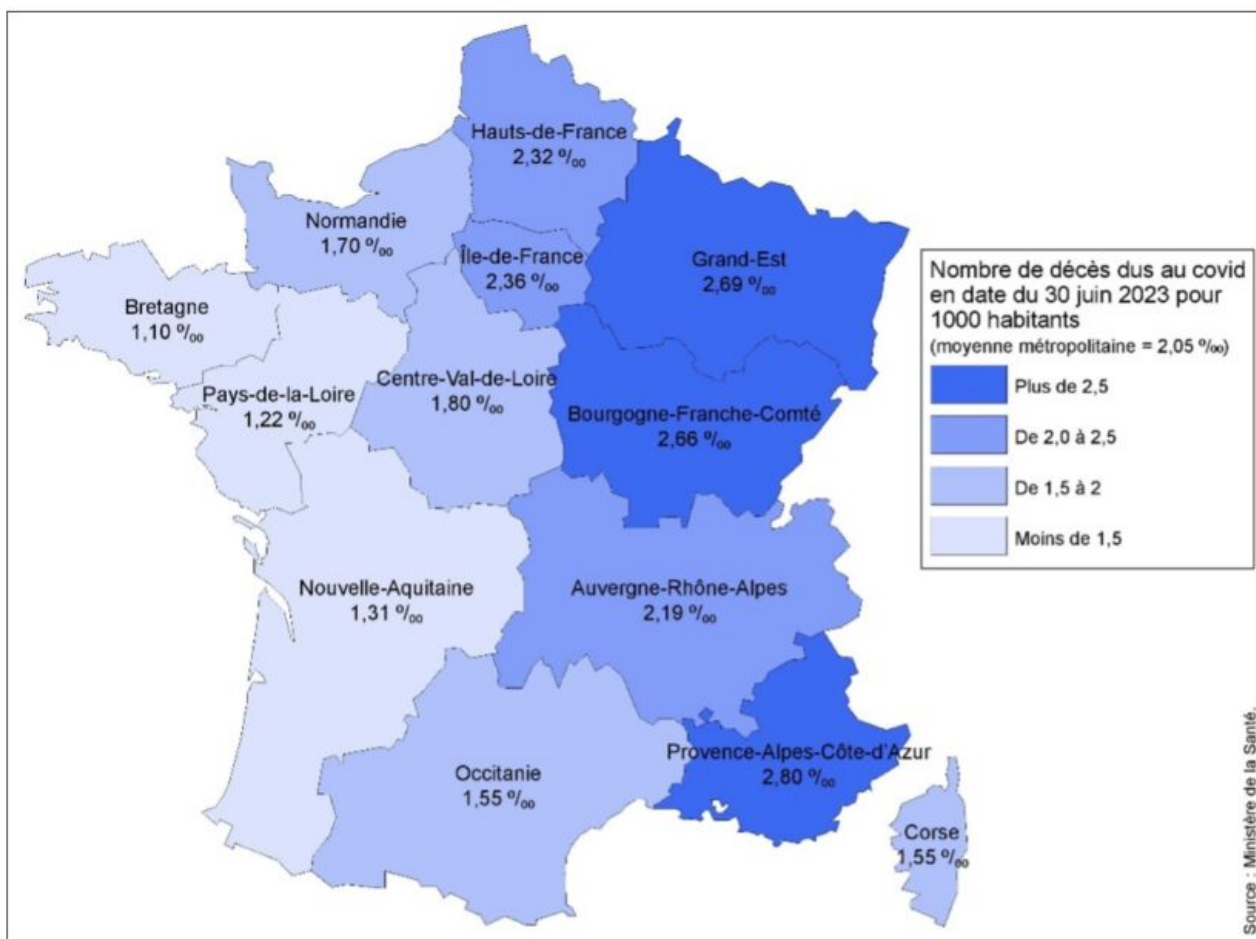 Hauts-de-France
2,32 ‰
Normandie
1,70 ‰
Île-de-France
2,36 ‰
Grand-Est
2,69 ‰
Bretagne
1,10 ‰
Pays-de-la-Loire
1,22 ‰
Centre-Val-de-Loire
1,80 ‰
Bourgogne-Franche-Comté
2,66 ‰
Nouvelle-Aquitaine
1,31 ‰
Auvergne-Rhône-Alpes
2,19 ‰
Provence-Alpes-Côte-d'Azur
2,80 ‰
Occitanie
1,55 ‰
Corse
1,55 ‰
Nombre de décès dus au covid
en date du 30 juin 2023 pour
1000 habitants
(moyenne métropolitaine = 2,05 ‰)
Plus de 2,5
De 2,0 à 2,5
De 1,5 à 2
Moins de 1,5
Source : Ministère de la Santé.